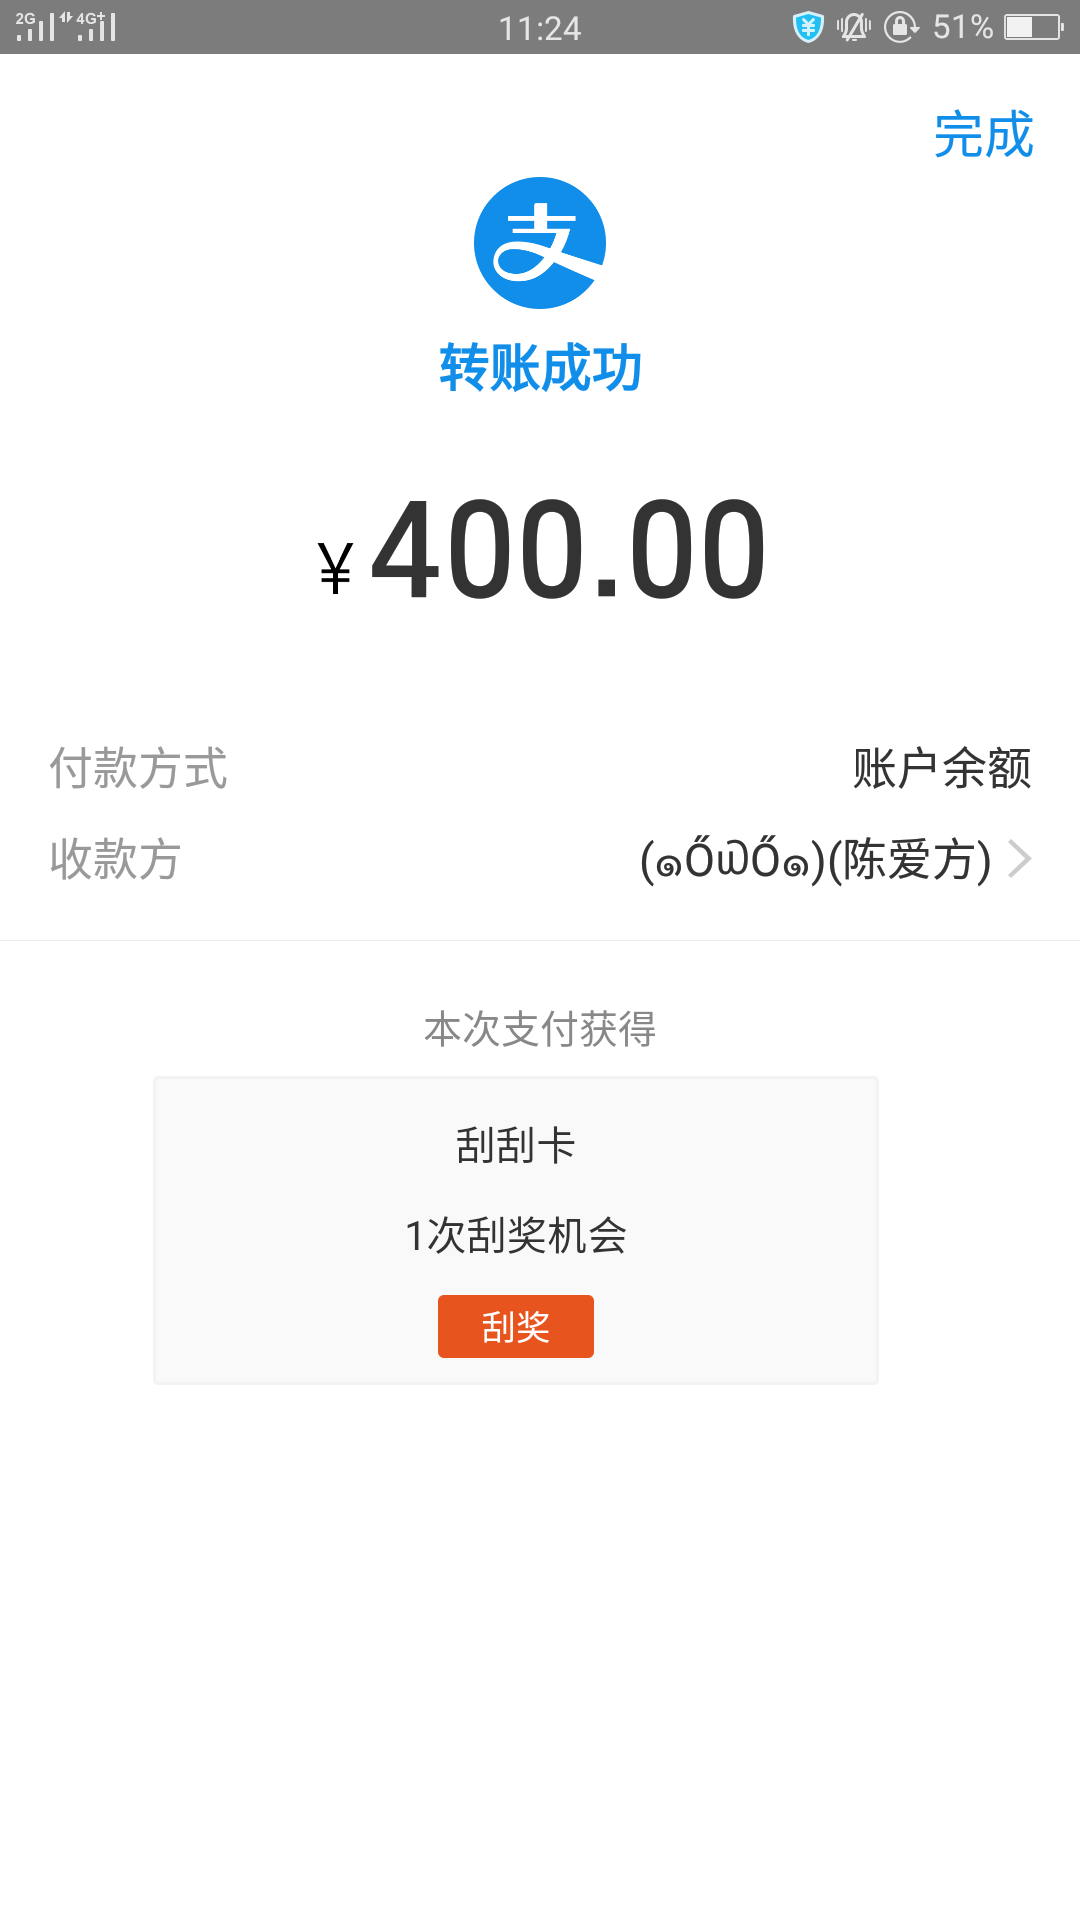 2G 4G+ 11:24 51%
完成
支
转账成功
¥400.00
付款方式 账户余额
收款方 (๑Ő௰Ő๑)(陈爱方)
本次支付获得
刮刮卡
1次刮奖机会
刮奖